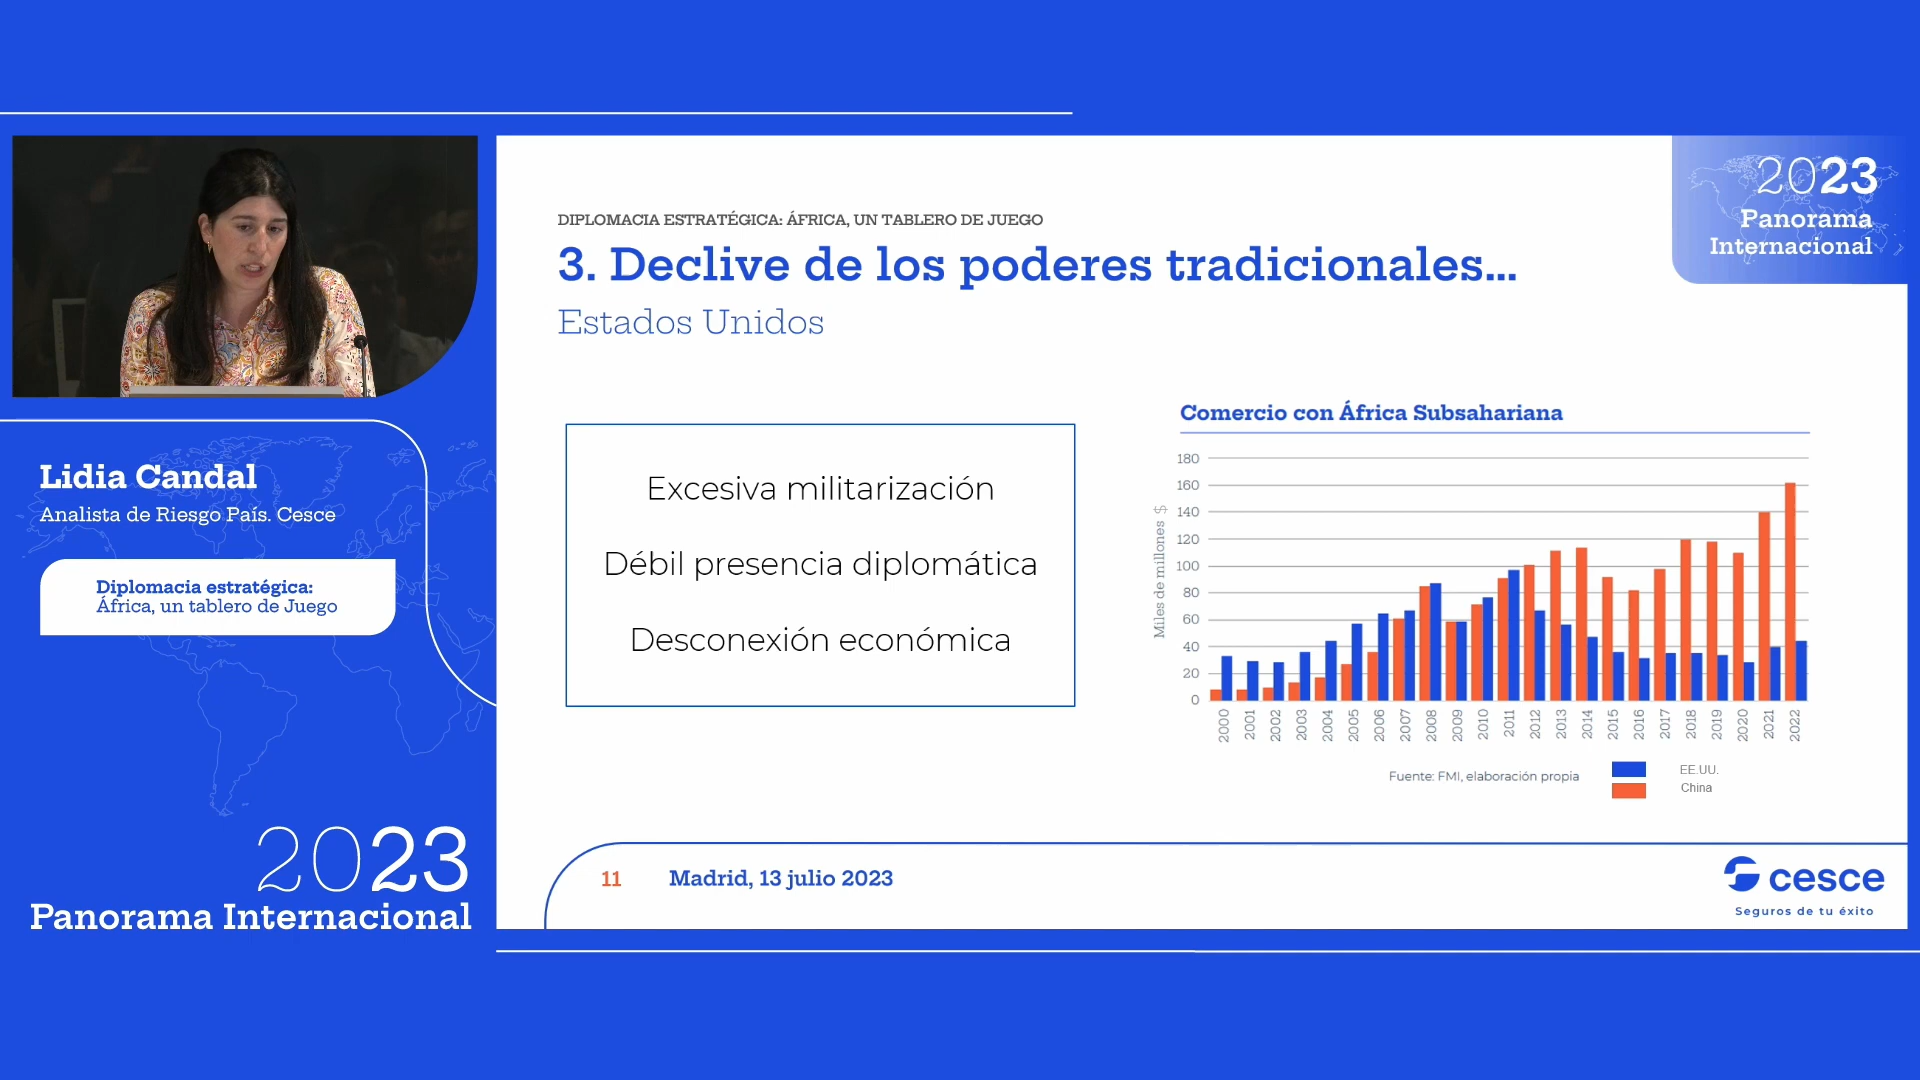 Lidia Candal
Analista de Riesgo País. Cesce
Diplomacia estratégica:
África, un tablero de Juego
2023
Panorama Internacional
DIPLOMACIA ESTRATÉGICA: ÁFRICA, UN TABLERO DE JUEGO
3. Declive de los poderes tradicionales...
Estados Unidos
2023
Panorama
Internacional
Excesiva militarización
Débil presencia diplomática
Desconexión económica
Comercio con África Subsahariana
Miles de millones $
180
160
140
120
100
80
60
40
20
0
2000 2001 2002 2003 2004 2005 2006 2007 2008 2009 2010 2011 2012 2013 2014 2015 2016 2017 2018 2019 2020 2021 2022
Fuente: FMI, elaboración propia
EE.UU.
China
11 Madrid, 13 julio 2023
cesce
Seguros de tu éxito